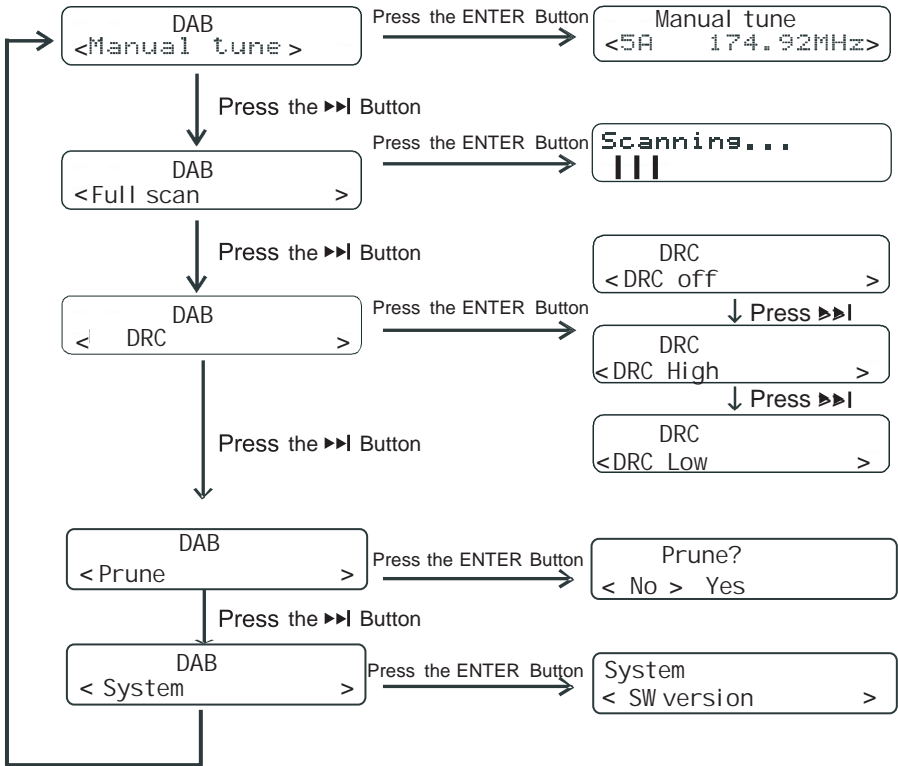 DAB
<Manual tune>
Press the ENTER Button
Manual tune
<5A 174.92MHz>
Press the ▶▶| Button
DAB
<Full scan >
Press the ENTER Button
Scanning...
Press the ▶▶| Button
DAB
< DRC >
Press the ENTER Button
DRC
<DRC off >
↓ Press ▶▶|
DRC
<DRC High >
↓ Press ▶▶|
DRC
<DRC Low >
Press the ▶▶| Button
DAB
<Prune >
Press the ENTER Button
Prune?
< No > Yes
Press the ▶▶| Button
DAB
< System >
Press the ENTER Button
System
< SW version >